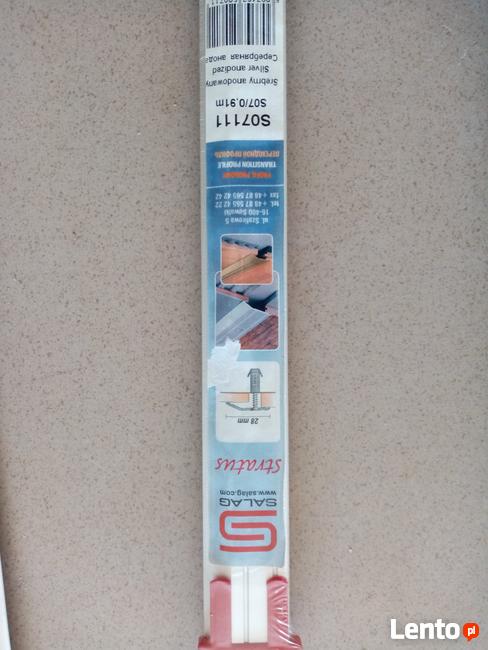 SALAG
www.salag.com
stratus
28 mm
ul. Szafirowa 5
16-400 Suwałki
tel. + 48 87 565 42 22
fax + 48 87 565 42 42
PROFIL PROGOWY
TRANSITION PROFILE
ПЕРЕХОДНОЙ ПРОФИЛЬ
S07111
S07/0.91m
Srebrny anodowany
Silver anodized
Серебряная анода
Lento.pl